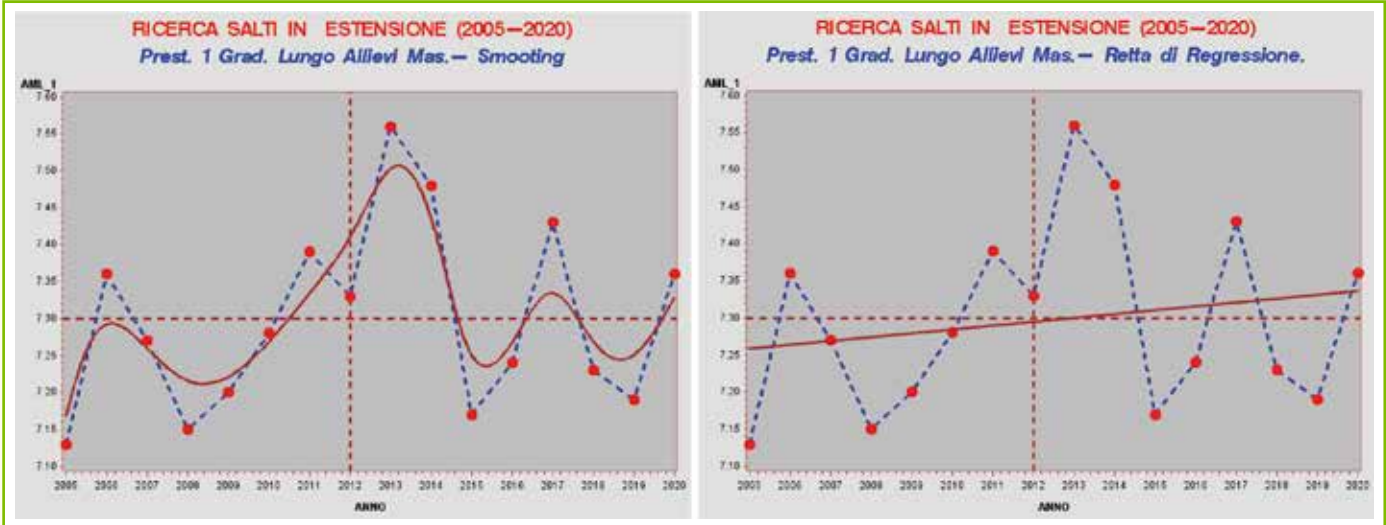 RICERCA SALTI IN ESTENSIONE (2005—2020)
Prest. 1 Grad. Lungo Allievi Mas.— Smooting
AML_1
7.60
7.55
7.50
7.45
7.40
7.35
7.30
7.25
7.20
7.15
7.10
2005 2006 2007 2008 2009 2010 2011 2012 2013 2014 2015 2016 2017 2018 2019 2020
ANNO
RICERCA SALTI IN ESTENSIONE (2005—2020)
Prest. 1 Grad. Lungo Allievi Mas.— Retta di Regressione.
AML_1
7.60
7.55
7.50
7.45
7.40
7.35
7.30
7.25
7.20
7.15
7.10
2005 2006 2007 2008 2009 2010 2011 2012 2013 2014 2015 2016 2017 2018 2019 2020
ANNO